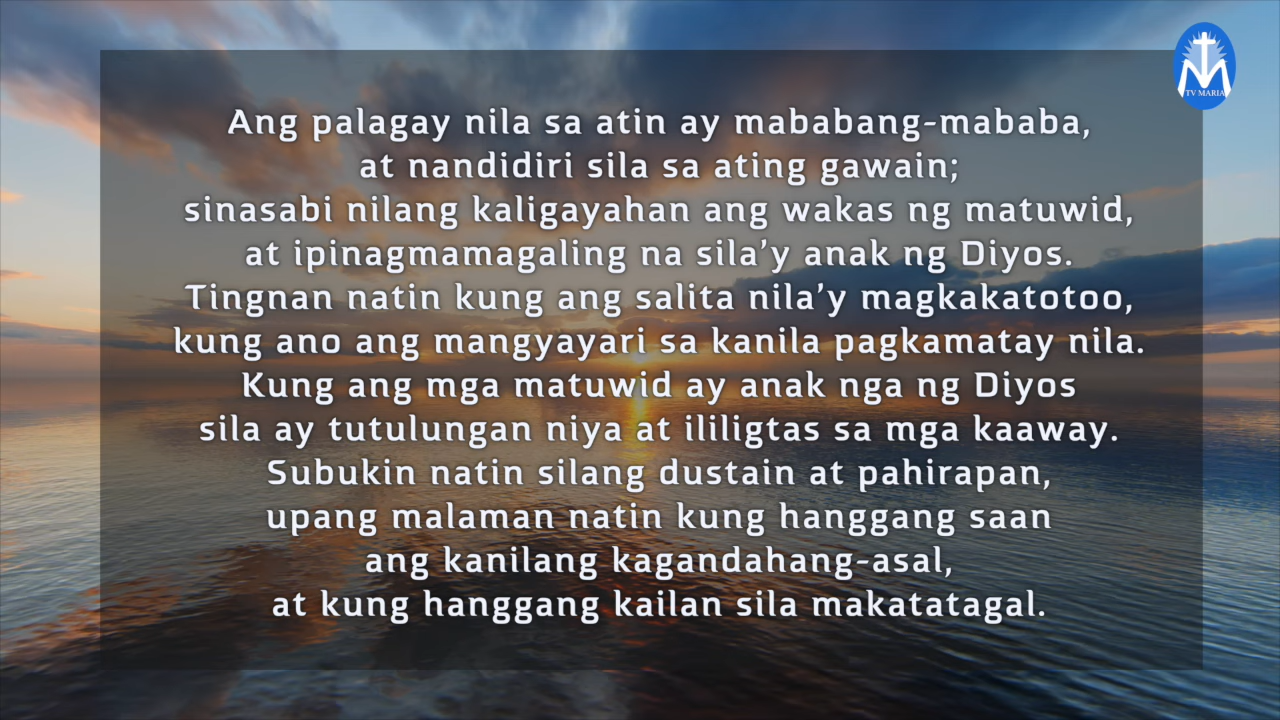 TV MARIA
Ang palagay nila sa atin ay mababang-mababa,
at nandidiri sila sa ating gawain;
sinasabi nilang kaligayahan ang wakas ng matuwid,
at ipinagmamagaling na sila’y anak ng Diyos.
Tingnan natin kung ang salita nila’y magkakatotoo,
kung ano ang mangyayari sa kanila pagkamatay nila.
Kung ang mga matuwid ay anak nga ng Diyos
sila ay tutulungan niya at ililigtas sa mga kaaway.
Subukin natin silang dustain at pahirapan,
upang malaman natin kung hanggang saan
ang kanilang kagandahang-asal,
at kung hanggang kailan sila makatatagal.